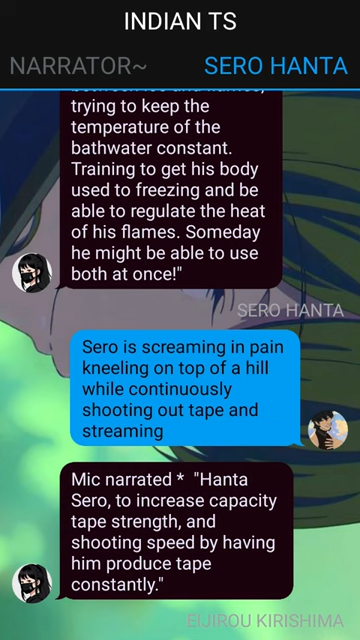 INDIAN TS
NARRATOR~ SERO HANTA
between ice and flames,
trying to keep the
temperature of the
bathwater constant.
Training to get his body
used to freezing and be
able to regulate the heat
of his flames. Someday
he might be able to use
both at once!"
SERO HANTA
Sero is screaming in pain
kneeling on top of a hill
while continuously
shooting out tape and
streaming
Mic narrated * "Hanta
Sero, to increase capacity
tape strength, and
shooting speed by having
him produce tape
constantly."
EIJIROU KIRISHIMA